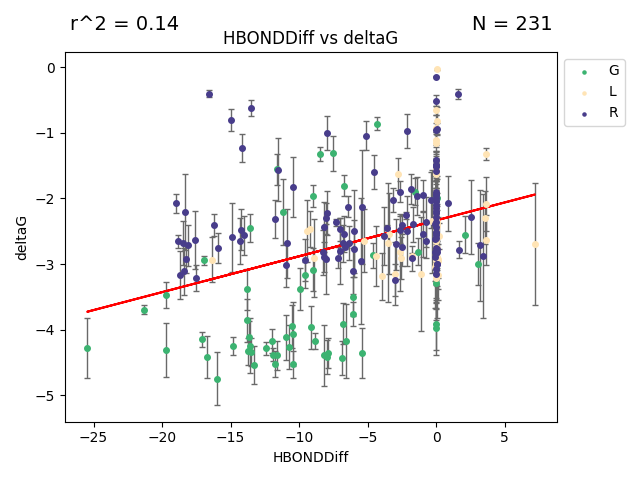 r^2 = 0.14
N = 231
HBONDDiff vs deltaG
G
L
R
0
−1
−2
−3
−4
−5
deltaG
−25
−20
−15
−10
−5
0
5
HBONDDiff